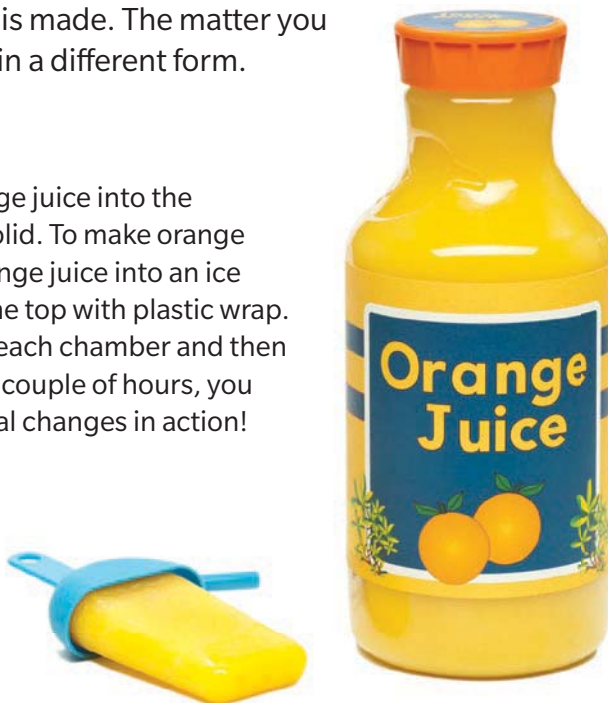 is made. The matter you
in a different form.
ge juice into the
olid. To make orange
nge juice into an ice
he top with plastic wrap.
each chamber and then
couple of hours, you
al changes in action!
Orange
Juice